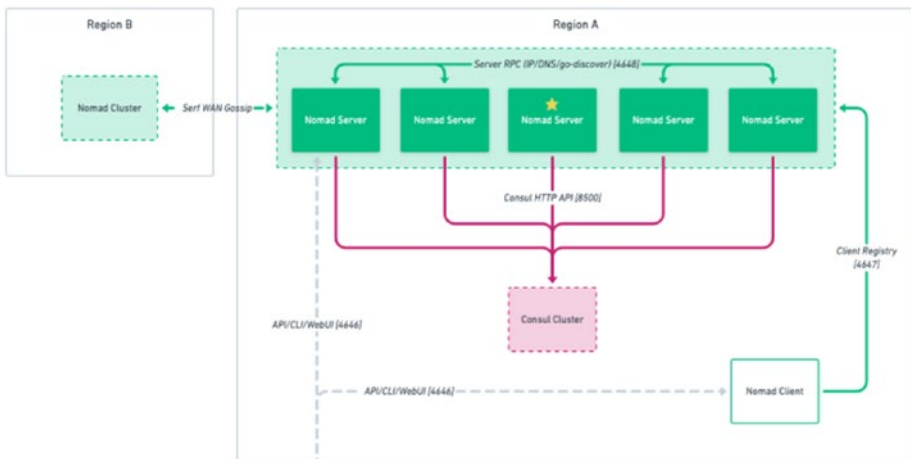 Region B
Region A
Server RPC (IP/DNS/go-discover) [4648]
Nomad Cluster
Serf WAN Gossip
Nomad Server
Nomad Server
Nomad Server
Nomad Server
Nomad Server
Consul HTTP API [8500]
Client Registry
[4647]
Consul Cluster
API/CLI/WebUI [4646]
API/CLI/WebUI [4646]
Nomad Client